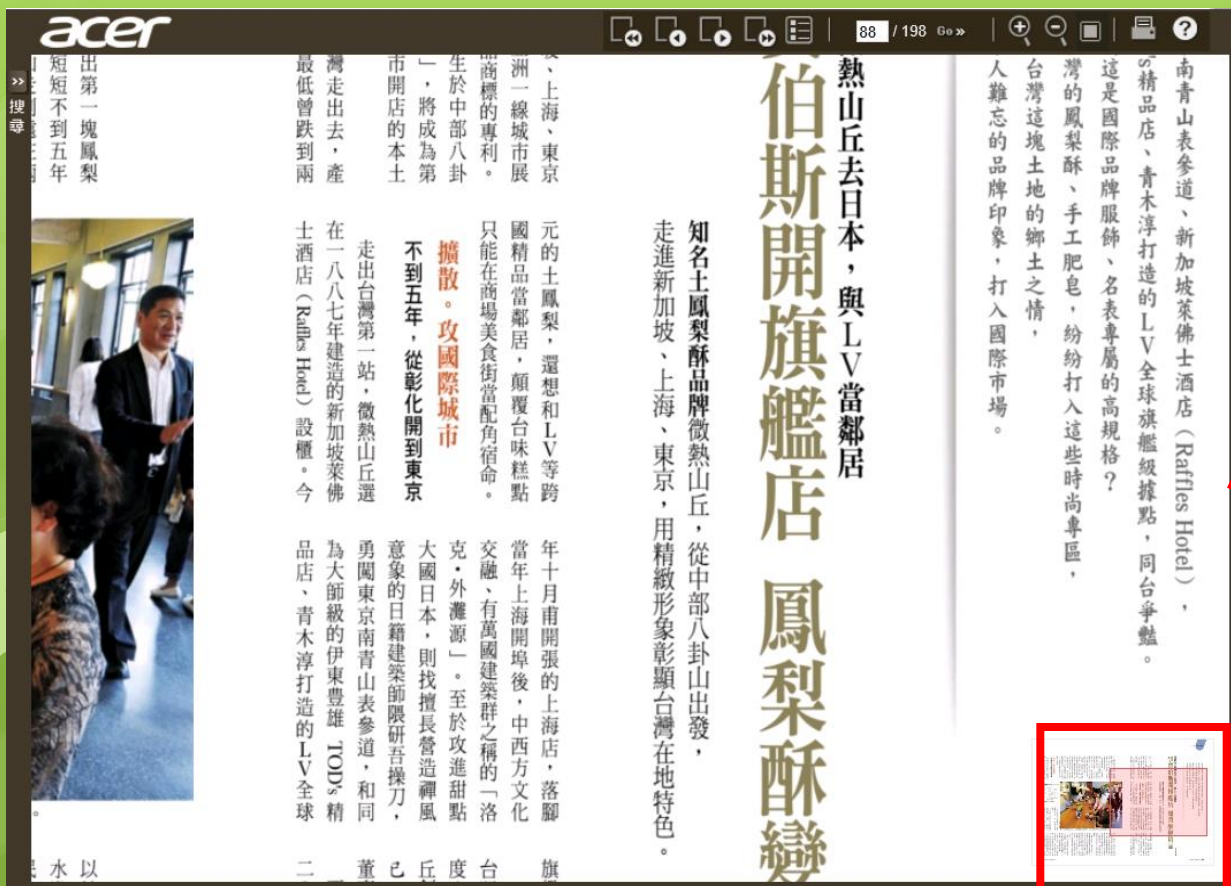 acer
88 / 198 Go »
?
>>
搜尋
南青山表參道、新加坡萊佛士酒店（Raffles Hotel），
's精品店、青木淳打造的LV全球旗艦級據點，同台爭豔。
這是國際品牌服飾、名表專屬的高規格？
灣的鳳梨酥、手工肥皂，紛紛打入這些時尚專區，
台灣這塊土地的鄉土之情，
人難忘的品牌印象，打入國際市場。
熱山丘去日本，與LV當鄰居
伯斯開旗艦店 鳳梨酥變
知名土鳳梨酥品牌微熱山丘，從中部八卦山出發，
走進新加坡、上海、東京，用精緻形象彰顯台灣在地特色。
、上海、東京
洲一線城市展
品商標的專利。
生於中部八卦
」，將成為第
市開店的本土
灣走出去，產
最低曾跌到兩
出第一塊鳳梨
短短不到五年
元的土鳳梨，還想和LV等跨
國精品當鄰居，顛覆台味糕點
只能在商場美食街當配角宿命。
擴散。攻國際城市
不到五年，從彰化開到東京
走出台灣第一站，微熱山丘選
在一八八七年建造的新加坡萊佛
士酒店（Raffles Hotel）設櫃。今
年十月甫開張的上海店，落腳
當年上海開埠後，中西方文化
交融、有萬國建築群之稱的「洛
克・外灘源」。至於攻進甜點
大國日本，則找擅長營造禪風
意象的日籍建築師隈研吾操刀，
勇闖東京南青山表參道，和同
為大師級的伊東豊雄 TOD's 精
品店、青木淳打造的LV全球
旗
台
度
丘
已
董
二
以
水